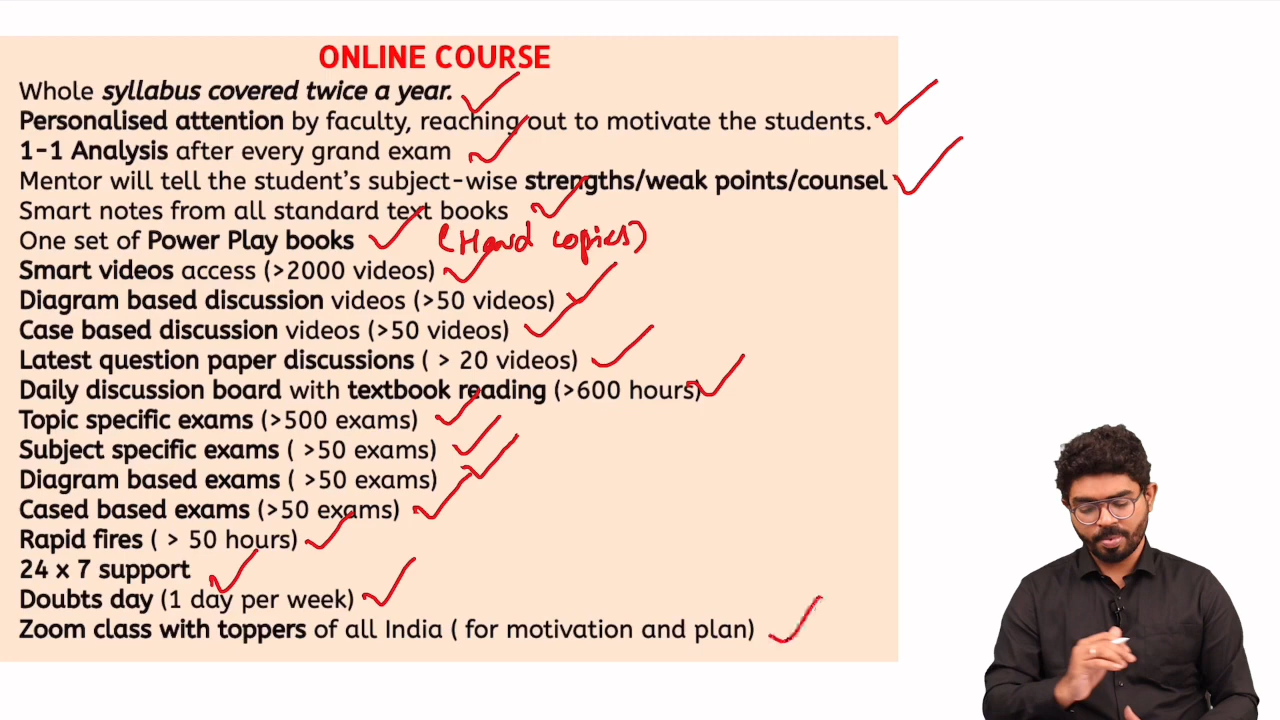 ONLINE COURSE
Whole syllabus covered twice a year.
Personalised attention by faculty, reaching out to motivate the students.
1-1 Analysis after every grand exam
Mentor will tell the student's subject-wise strengths/weak points/counsel
Smart notes from all standard text books
One set of Power Play books (Hard copies)
Smart videos access (>2000 videos)
Diagram based discussion videos (>50 videos)
Case based discussion videos (>50 videos)
Latest question paper discussions ( > 20 videos)
Daily discussion board with textbook reading (>600 hours)
Topic specific exams (>500 exams)
Subject specific exams ( >50 exams)
Diagram based exams ( >50 exams)
Cased based exams (>50 exams)
Rapid fires ( > 50 hours)
24 x 7 support
Doubts day (1 day per week)
Zoom class with toppers of all India ( for motivation and plan)